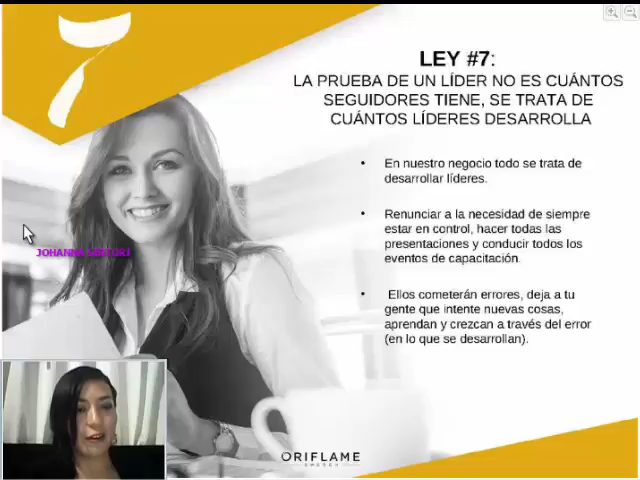 7
LEY #7:
LA PRUEBA DE UN LÍDER NO ES CUÁNTOS
SEGUIDORES TIENE, SE TRATA DE
CUÁNTOS LÍDERES DESARROLLA
• En nuestro negocio todo se trata de
desarrollar líderes.
• Renunciar a la necesidad de siempre
estar en control, hacer todas las
presentaciones y conducir todos los
eventos de capacitación.
• Ellos cometerán errores, deja a tu
gente que intente nuevas cosas,
aprendan y crezcan a través del error
(en lo que se desarrollan).
ORIFLAME
SWEDEN